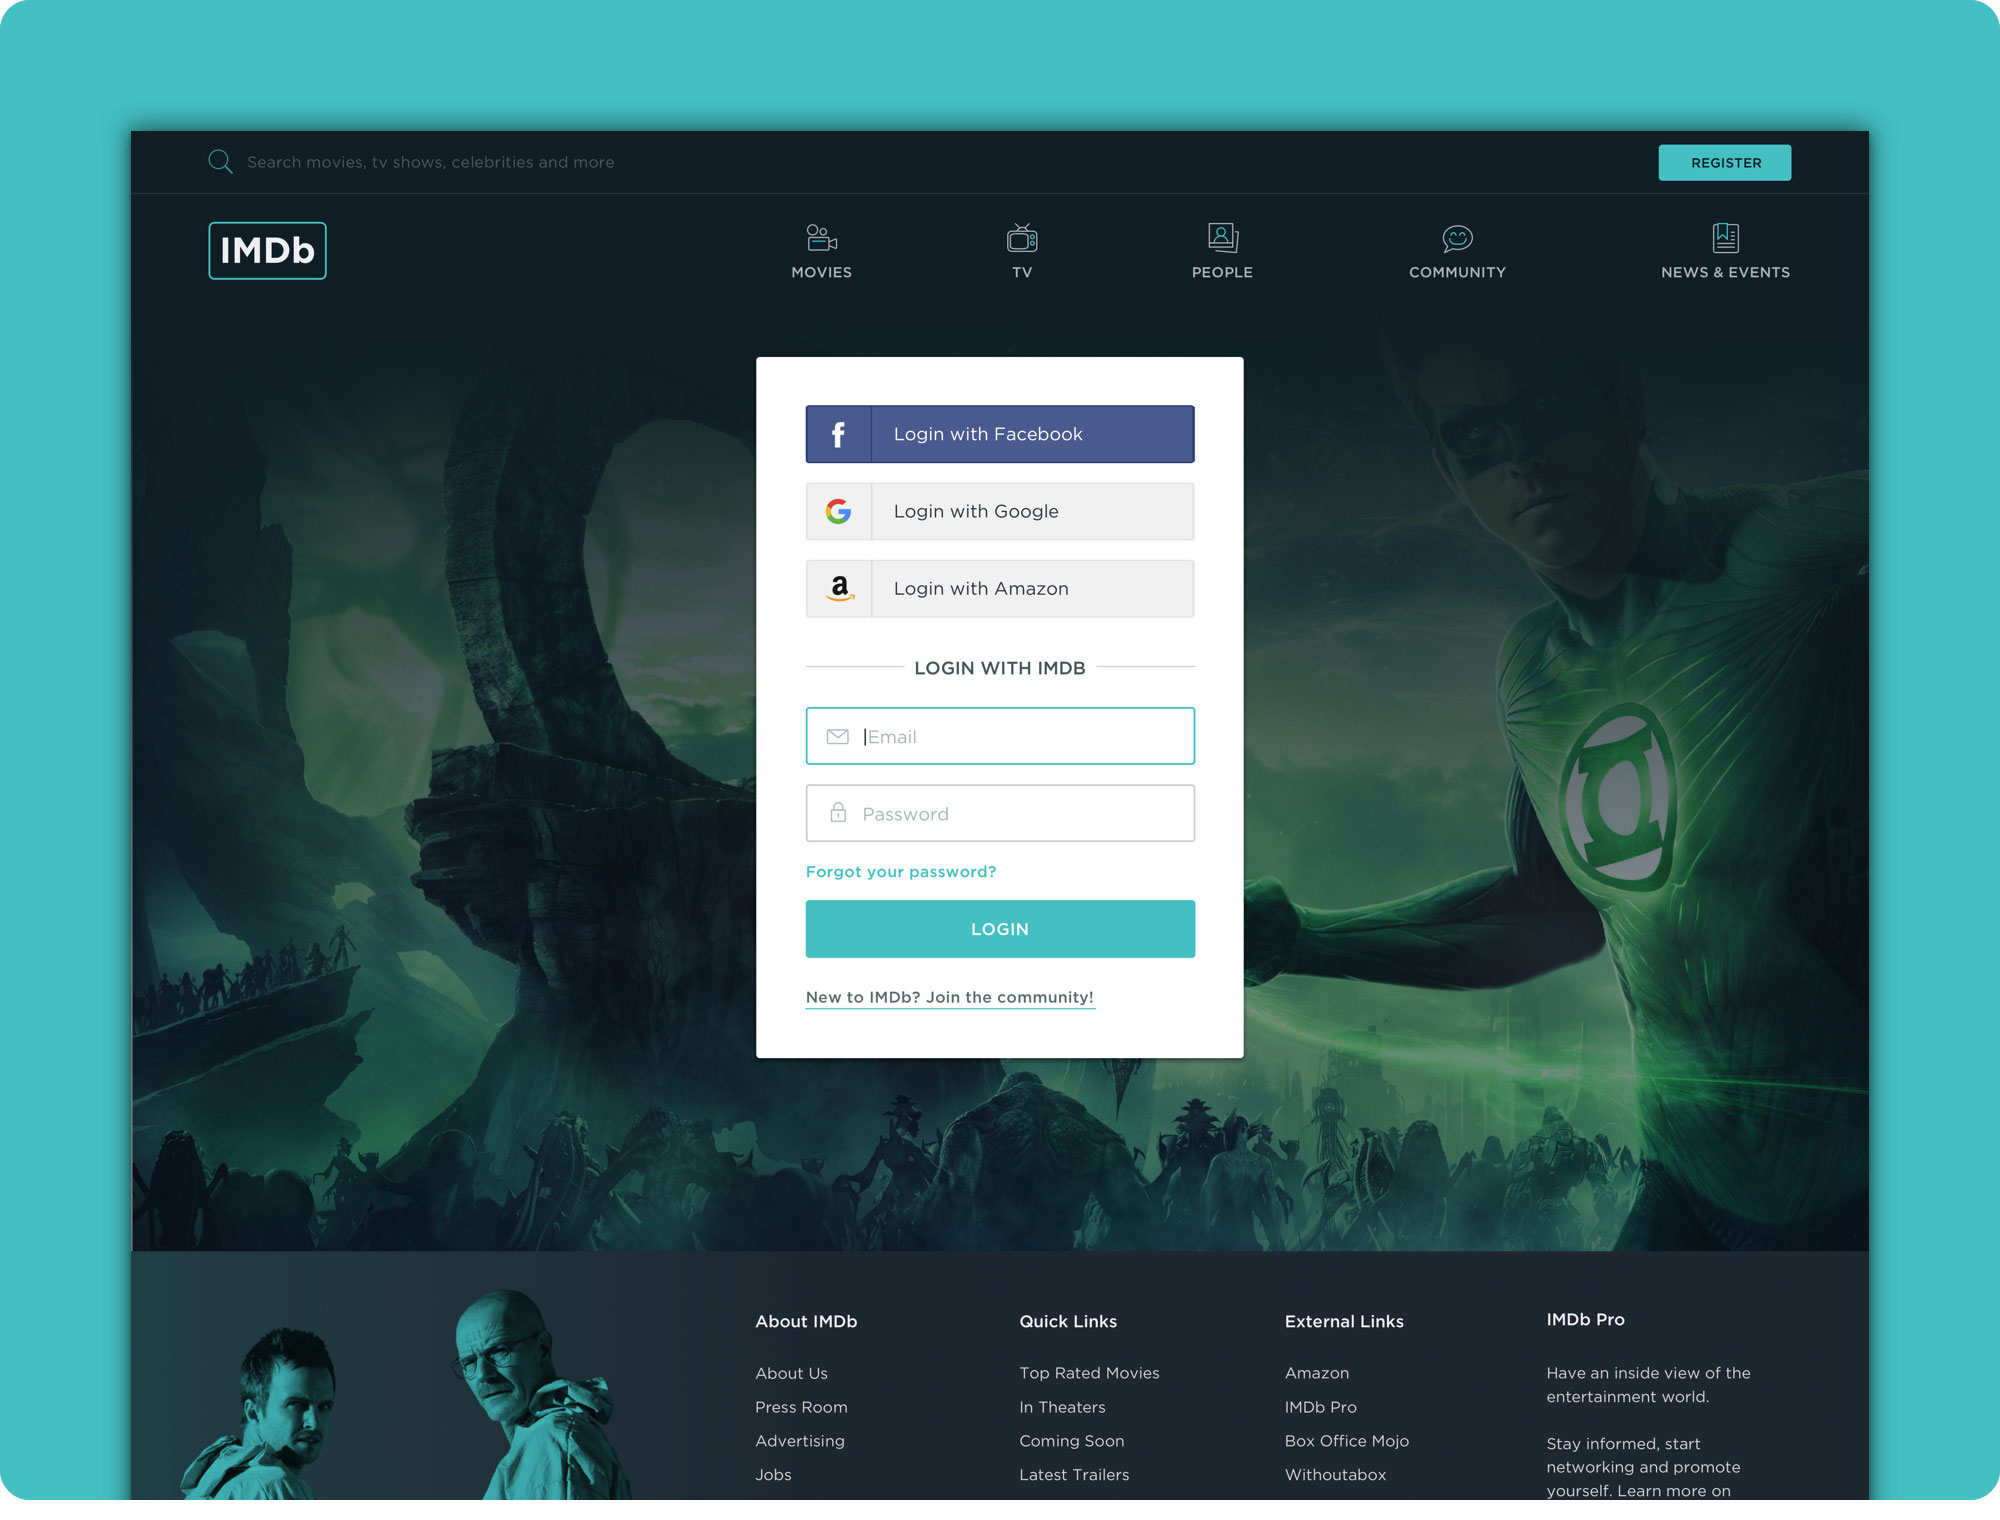 Search movies, tv shows, celebrities and more
REGISTER
IMDb
MOVIES
TV
PEOPLE
COMMUNITY
NEWS & EVENTS
f
Login with Facebook
G
Login with Google
a
Login with Amazon
LOGIN WITH IMDB
Email
Password
Forgot your password?
LOGIN
New to IMDb? Join the community!
About IMDb
About Us
Press Room
Advertising
Jobs
Quick Links
Top Rated Movies
In Theaters
Coming Soon
Latest Trailers
External Links
Amazon
IMDb Pro
Box Office Mojo
Withoutabox
IMDb Pro
Have an inside view of the
entertainment world.
Stay informed, start
networking and promote
yourself. Learn more on